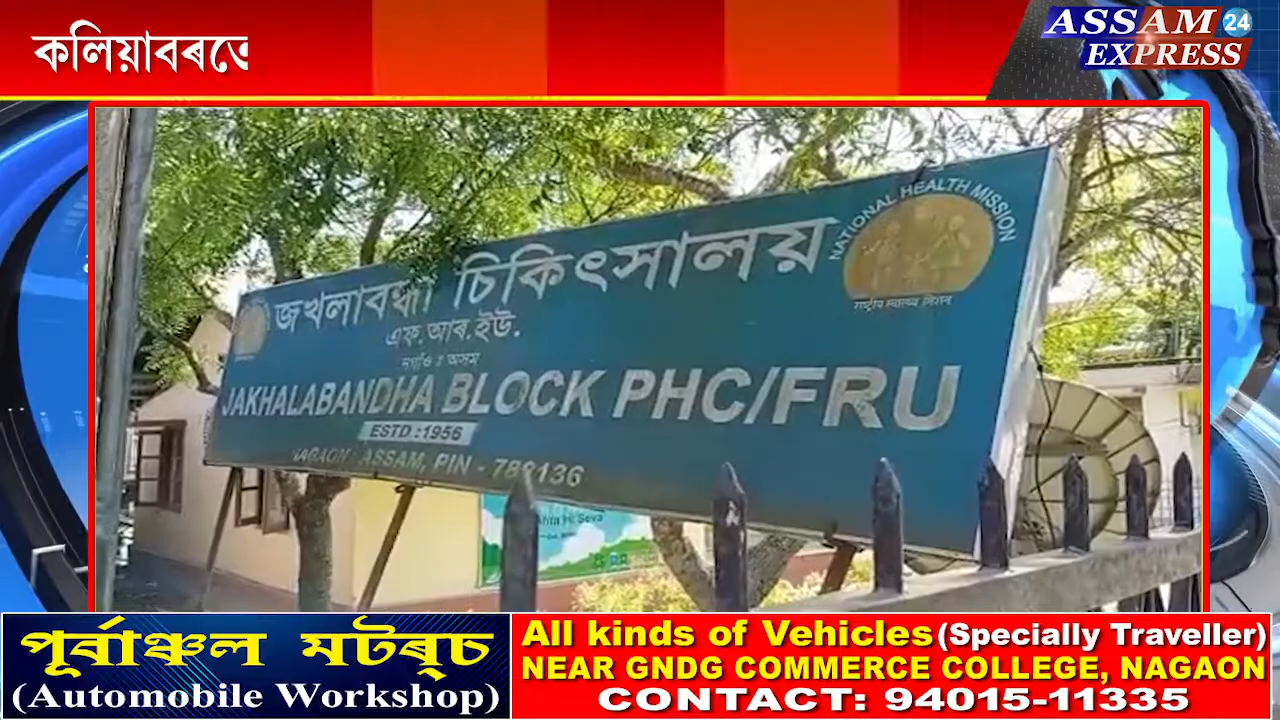 কলিয়াবৰতে
ASSAM 24
EXPRESS
জখলাবন্ধা চিকিৎসালয়
এফ.আৰ.ইউ.
নগাঁও : অসম
JAKHALABANDHA BLOCK PHC/FRU
ESTD :1956
NAGAON : ASSAM, PIN - 782136
NATIONAL HEALTH MISSION
राष्ट्रीय स्वास्थ्य मिशन
Seva
পূৰ্বাঞ্চল মটৰ্চ
(Automobile Workshop)
All kinds of Vehicles (Specially Traveller)
NEAR GNDG COMMERCE COLLEGE, NAGAON
CONTACT: 94015-11335